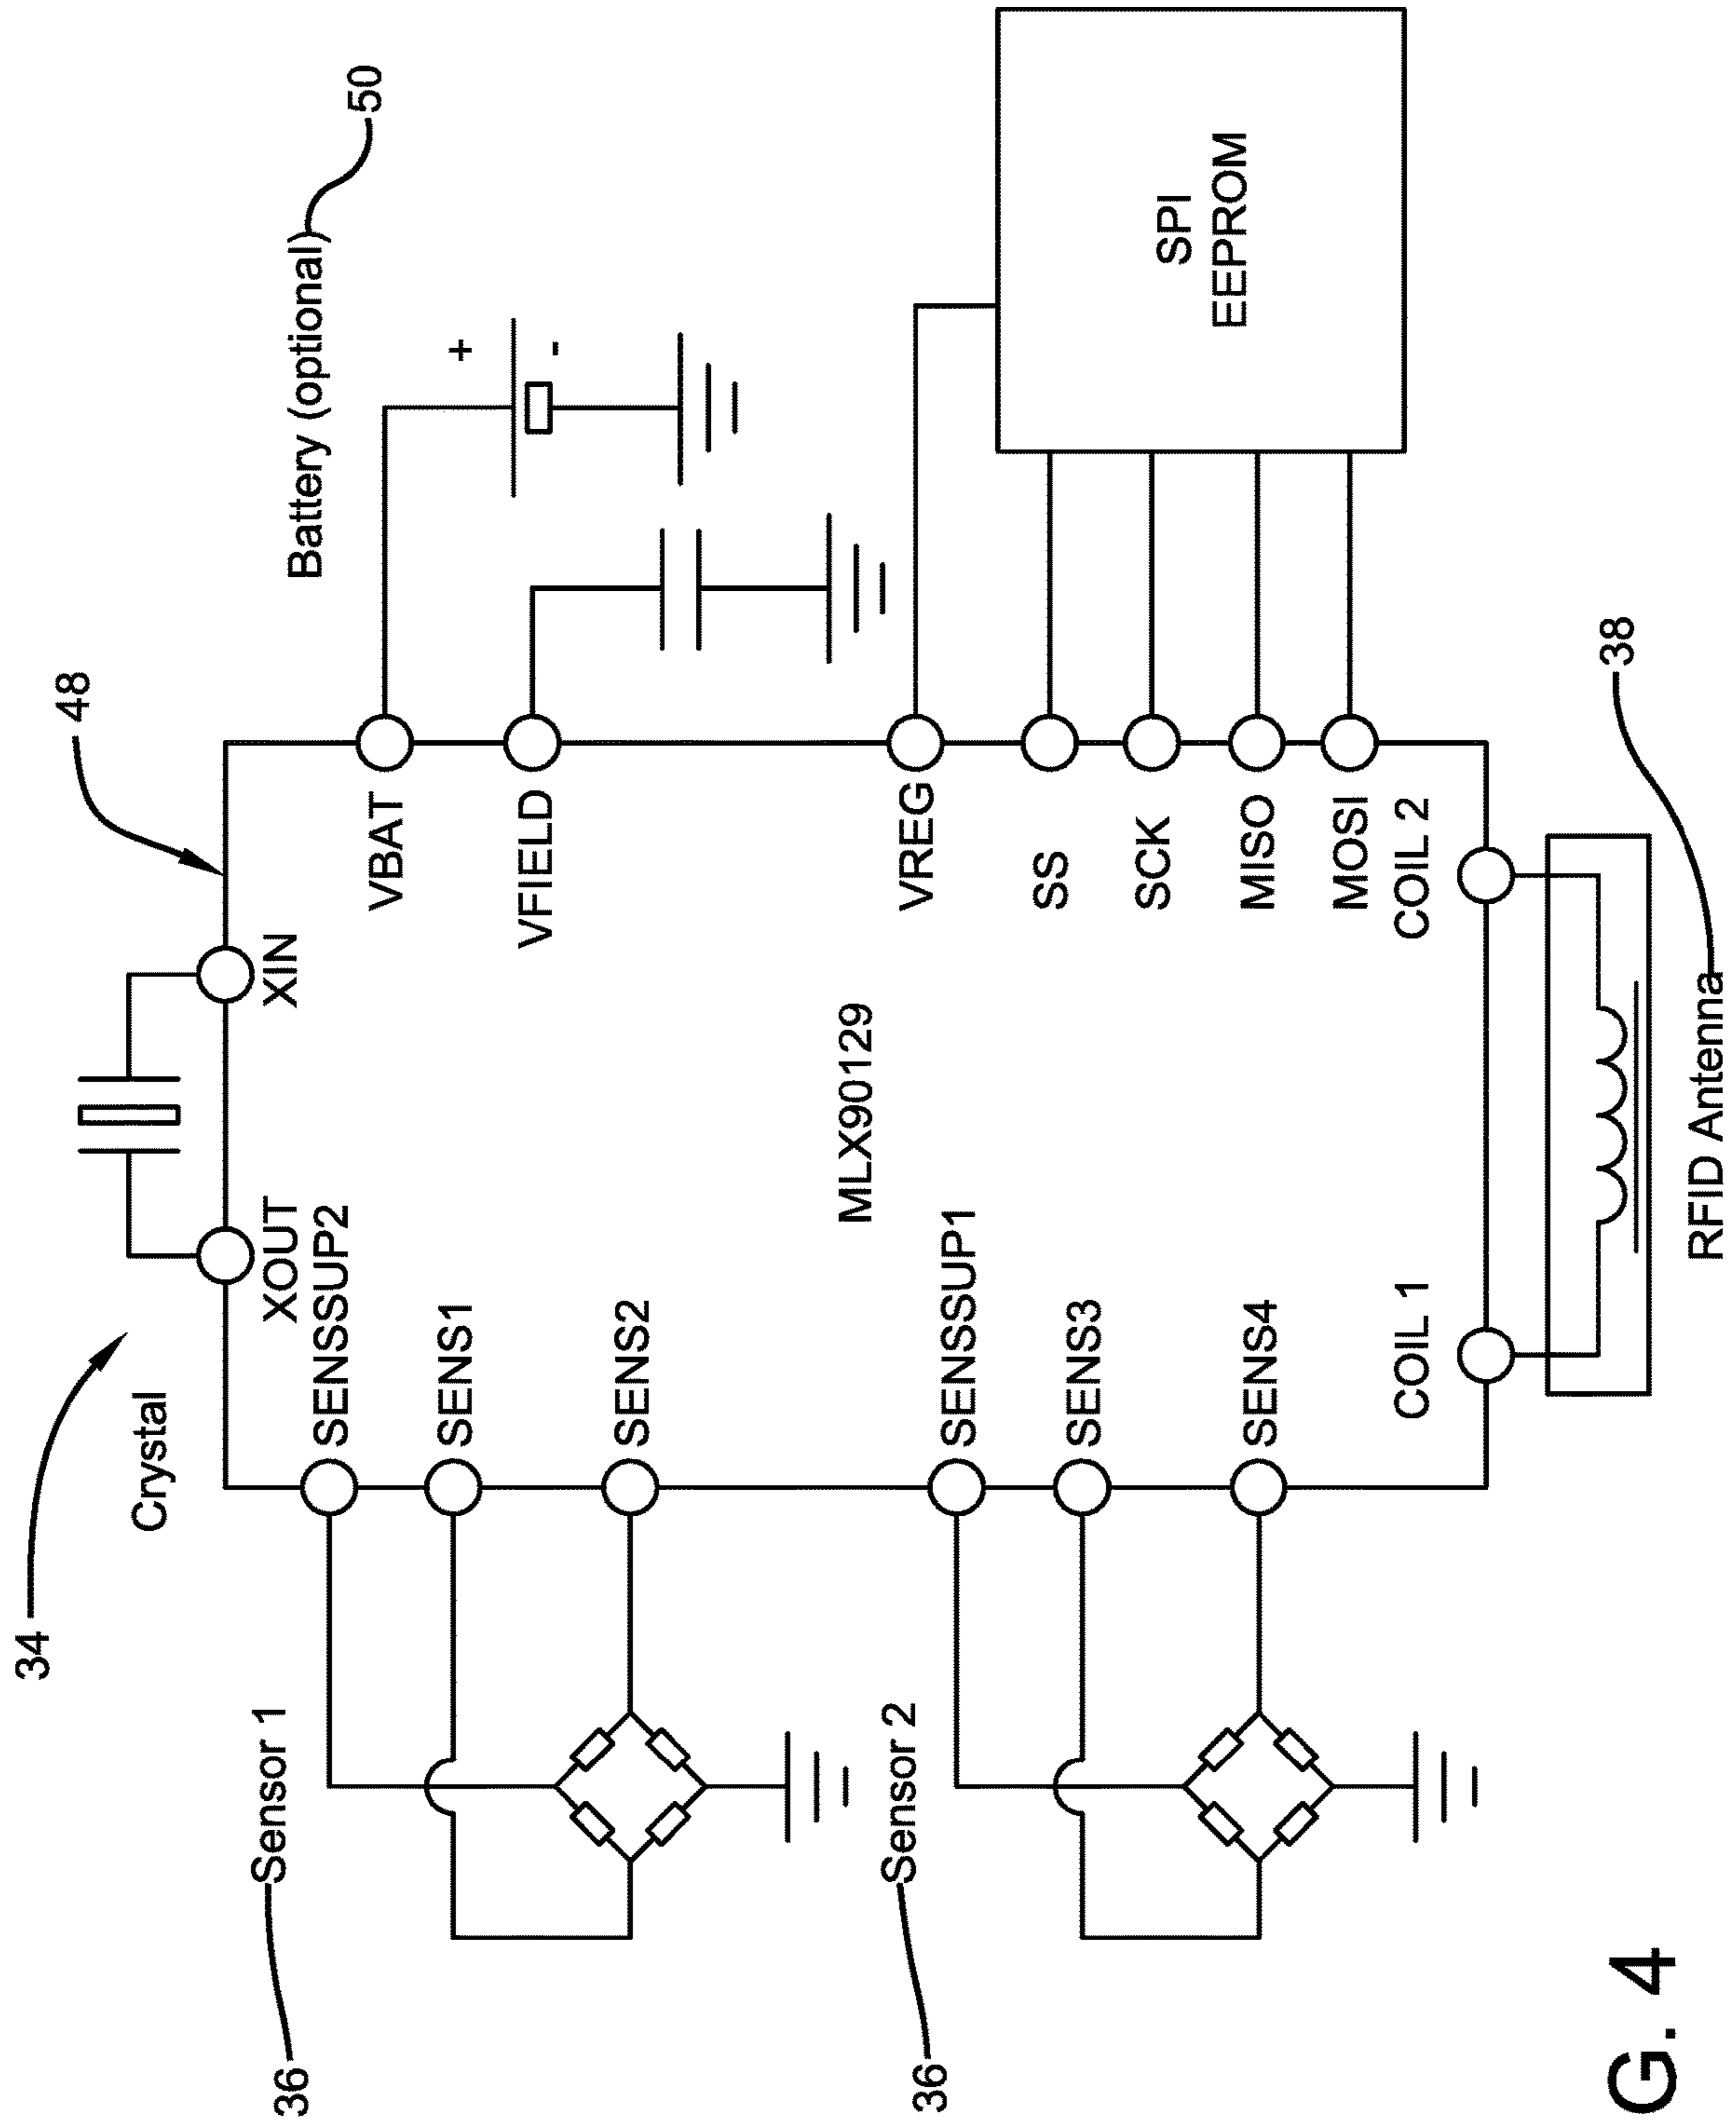 34
48
Crystal
Battery (optional)
50
XOUT
XIN
Sensor 1
36
SENSSUP2
SENS1
SENS2
VBAT
VFIELD
+
-
MLX90129
Sensor 2
36
SENSSUP1
SENS3
SENS4
VREG
SS
SCK
MISO
MOSI
SPI
EEPROM
COIL 1
COIL 2
RFID Antenna
38
G. 4